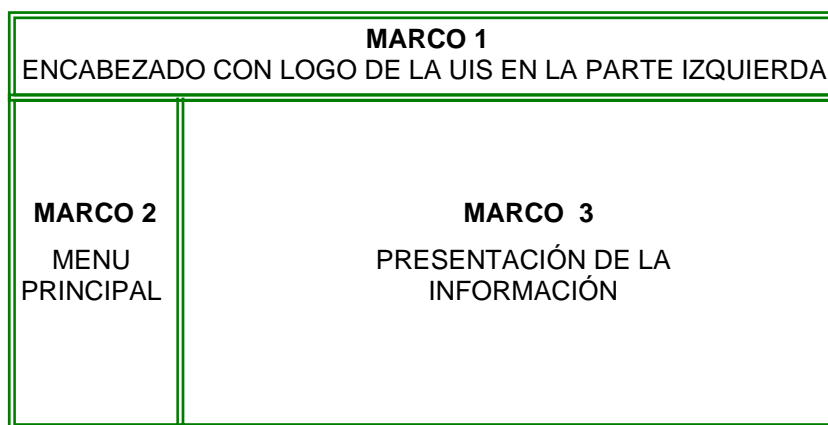 MARCO 1
ENCABEZADO CON LOGO DE LA UIS EN LA PARTE IZQUIERDA
MARCO 2
MENU
PRINCIPAL
MARCO 3
PRESENTACIÓN DE LA
INFORMACIÓN